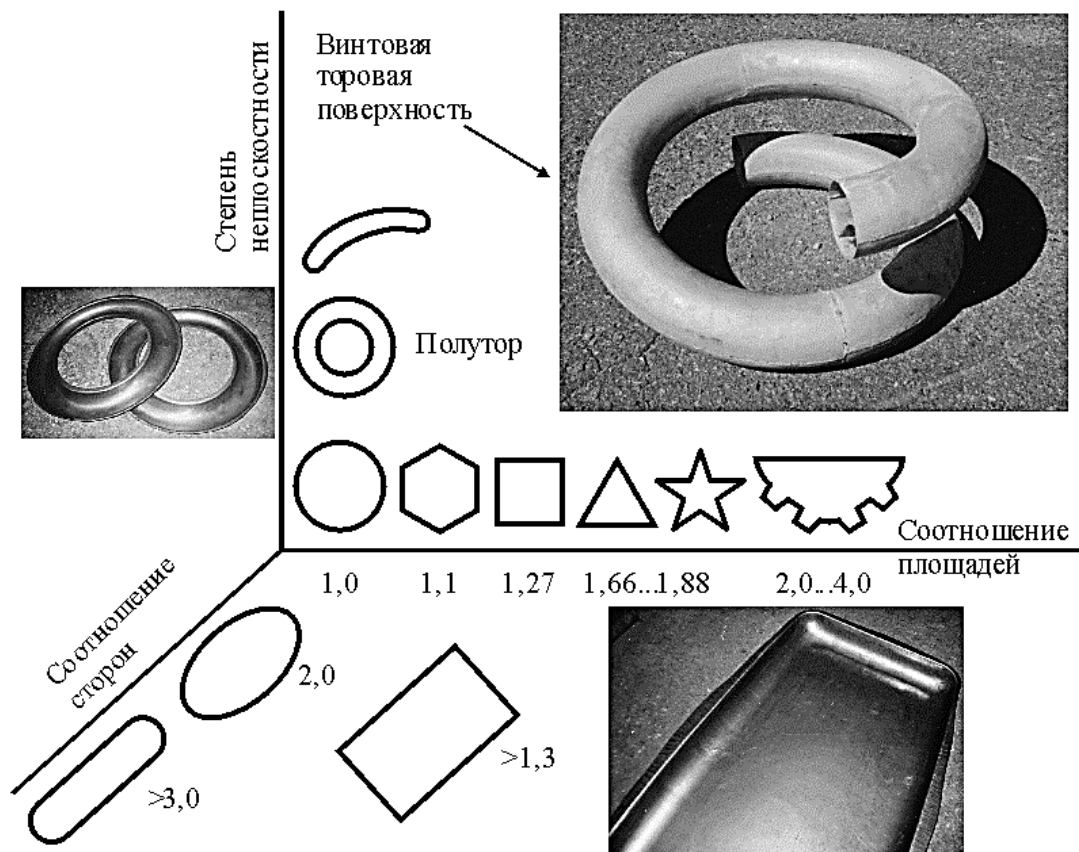 Винтовая
торовая
поверхность
Степень
неплоскостности
Полутор
Соотношение
площадей
1,0
1,1
1,27
1,66...1,88
2,0...4,0
Соотношение
сторон
2,0
>1,3
>3,0